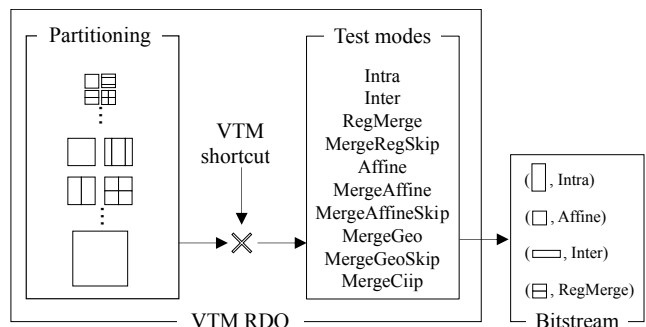 Partitioning
Test modes
VTM
shortcut
Intra
Inter
RegMerge
MergeRegSkip
Affine
MergeAffine
MergeAffineSkip
MergeGeo
MergeGeoSkip
MergeCiip
(, Intra)
(, Affine)
(, Inter)
(, RegMerge)
VTM RDO
Bitstream